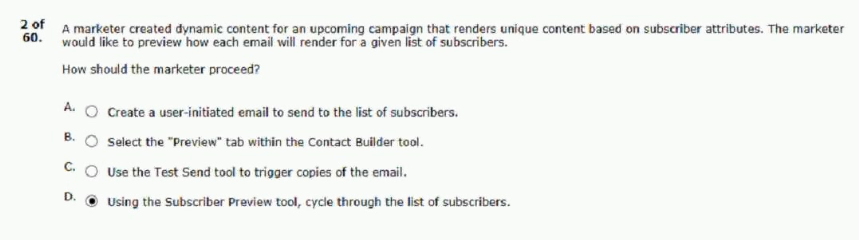 2 of
60.
A marketer created dynamic content for an upcoming campaign that renders unique content based on subscriber attributes. The marketer
would like to preview how each email will render for a given list of subscribers.
How should the marketer proceed?
A. Create a user-initiated email to send to the list of subscribers.
B. Select the "Preview" tab within the Contact Builder tool.
C. Use the Test Send tool to trigger copies of the email.
D. Using the Subscriber Preview tool, cycle through the list of subscribers.